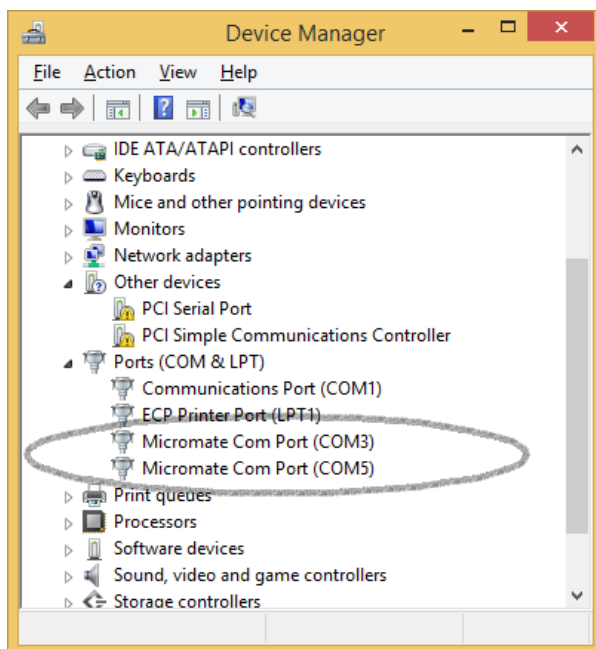 Device Manager
File Action View Help
IDE ATA/ATAPI controllers
Keyboards
Mice and other pointing devices
Monitors
Network adapters
Other devices
PCI Serial Port
PCI Simple Communications Controller
Ports (COM & LPT)
Communications Port (COM1)
ECP Printer Port (LPT1)
Micromate Com Port (COM3)
Micromate Com Port (COM5)
Print queues
Processors
Software devices
Sound, video and game controllers
Storage controllers